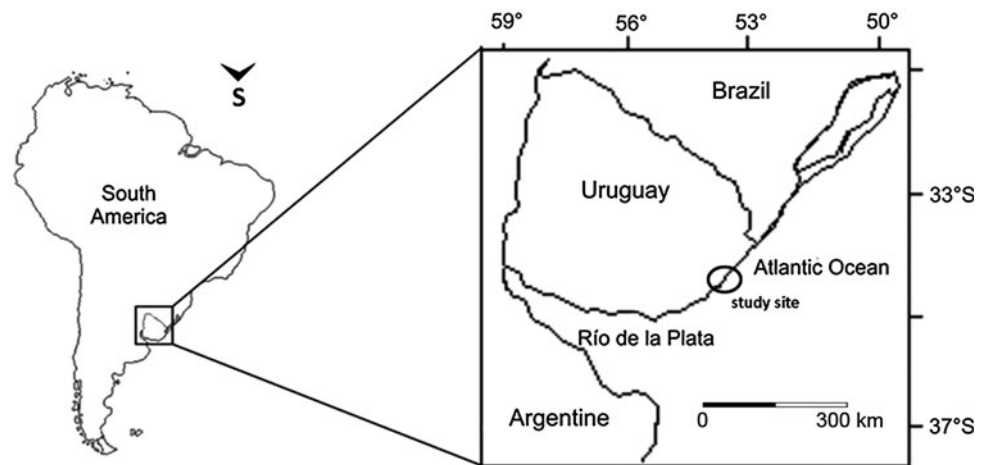 59°
56°
53°
50°
S
South
America
Brazil
Uruguay
33°S
Atlantic Ocean
study site
Río de la Plata
Argentine
0
300 km
37°S